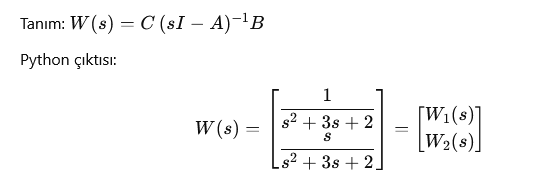 Tanım: W(s) = C (sI − A)⁻¹B
Python çıktısı:
W(s) = [ 1 / (s² + 3s + 2) ; s / (s² + 3s + 2) ] = [ W₁(s) ; W₂(s) ]